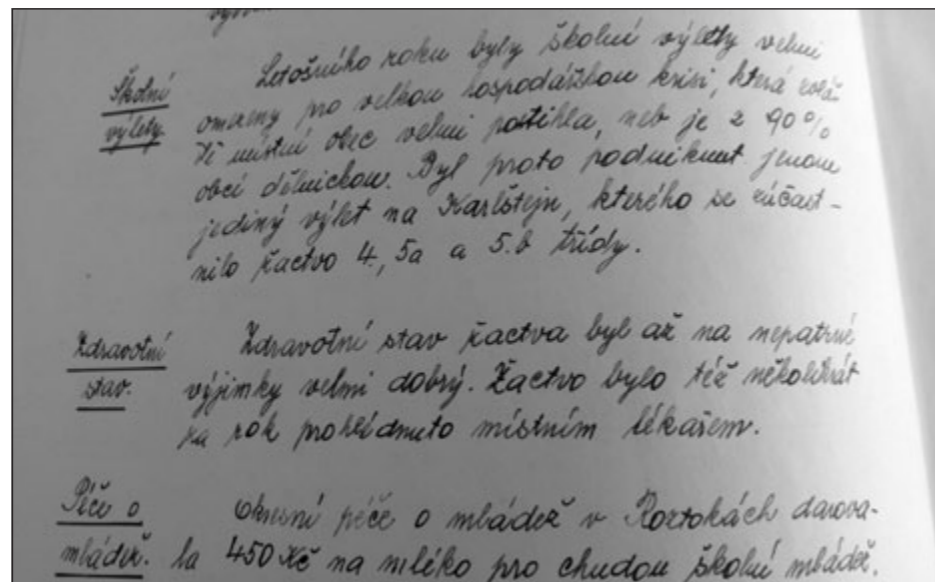 Školní výlety.
Letošního roku byly školní výlety velmi
omezeny pro velkou hospodářskou krisi, která zvláš-
tě místní obec velmi postihla, neb je z 90%
obcí dělnickou. Byl proto podniknut jenom
jediný výlet na Karlštejn, kterého se zúčast-
nilo žactvo 4., 5a a 5.b třídy.
Zdravotní stav.
Zdravotní stav žactva byl až na nepatrné
výjimky velmi dobrý. Žactvo bylo též několikrát
za rok prohlédnuto místním lékařem.
Péče o mládež.
Okresní péče o mládež v Roztokách darova-
la 450 Kč na mléko pro chudou školní mládež.